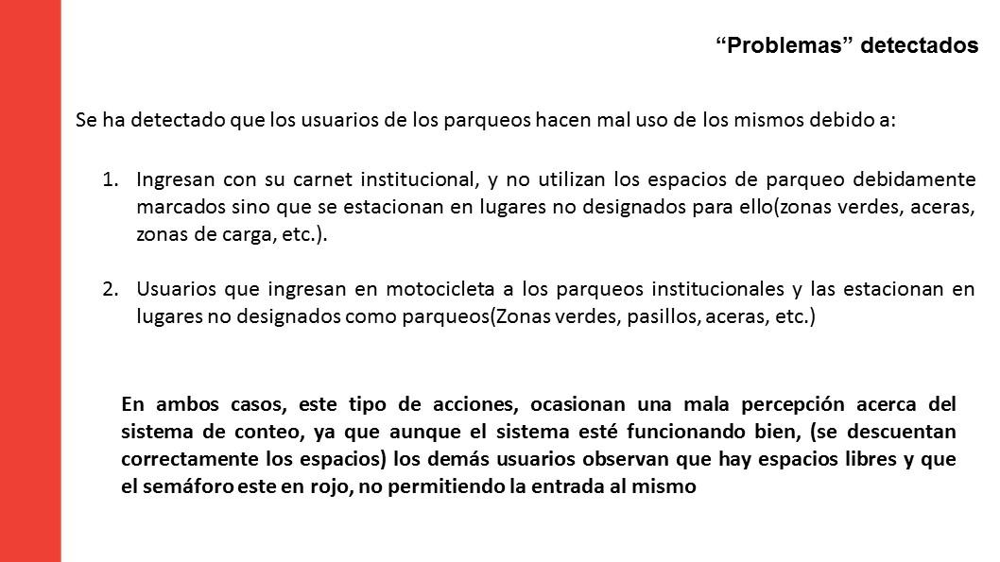 “Problemas” detectados
Se ha detectado que los usuarios de los parqueos hacen mal uso de los mismos debido a:
1. Ingresan con su carnet institucional, y no utilizan los espacios de parqueo debidamente
marcados sino que se estacionan en lugares no designados para ello(zonas verdes, aceras,
zonas de carga, etc.).
2. Usuarios que ingresan en motocicleta a los parqueos institucionales y las estacionan en
lugares no designados como parqueos(Zonas verdes, pasillos, aceras, etc.)
En ambos casos, este tipo de acciones, ocasionan una mala percepción acerca del
sistema de conteo, ya que aunque el sistema esté funcionando bien, (se descuentan
correctamente los espacios) los demás usuarios observan que hay espacios libres y que
el semáforo este en rojo, no permitiendo la entrada al mismo